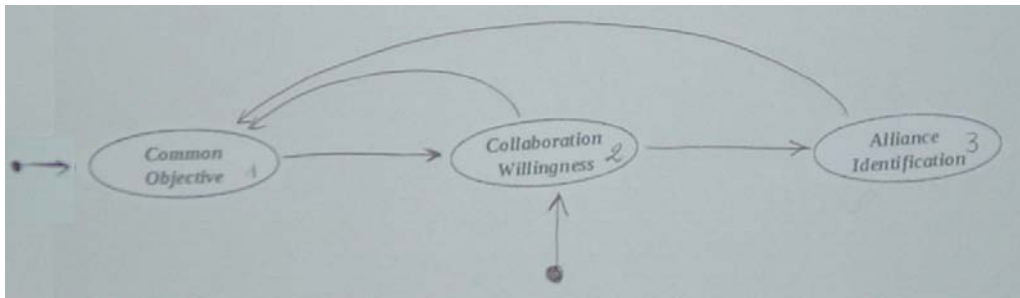 Common
Objective 1
Collaboration
Willingness 2
Alliance
Identification 3